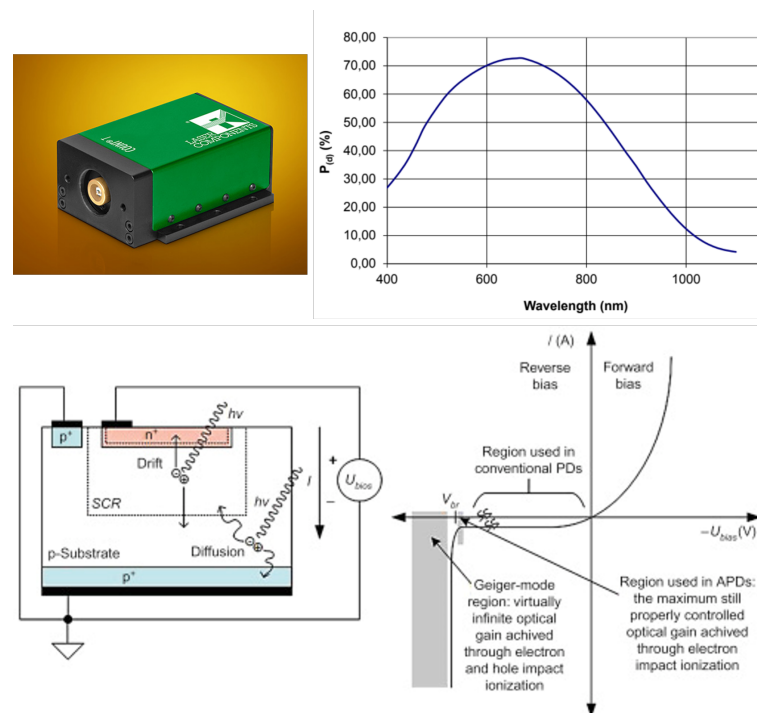 COUNT® T
LASER
COMPONENTS
80,00
70,00
60,00
50,00
40,00
30,00
20,00
10,00
0,00
P(d) (%)
400
600
800
1000
Wavelength (nm)
p+
n+
hν
Drift
SCR
hν
Diffusion
p-Substrate
p+
I
+
−
Ubios
I (A)
Reverse
bias
Forward
bias
Region used in
conventional PDs
Vbr
−Ubias(V)
Geiger-mode
region: virtually
infinite optical
gain achived
through electron
and hole impact
ionization
Region used in APDs:
the maximum still
properly controlled
optical gain achived
through electron
impact ionization